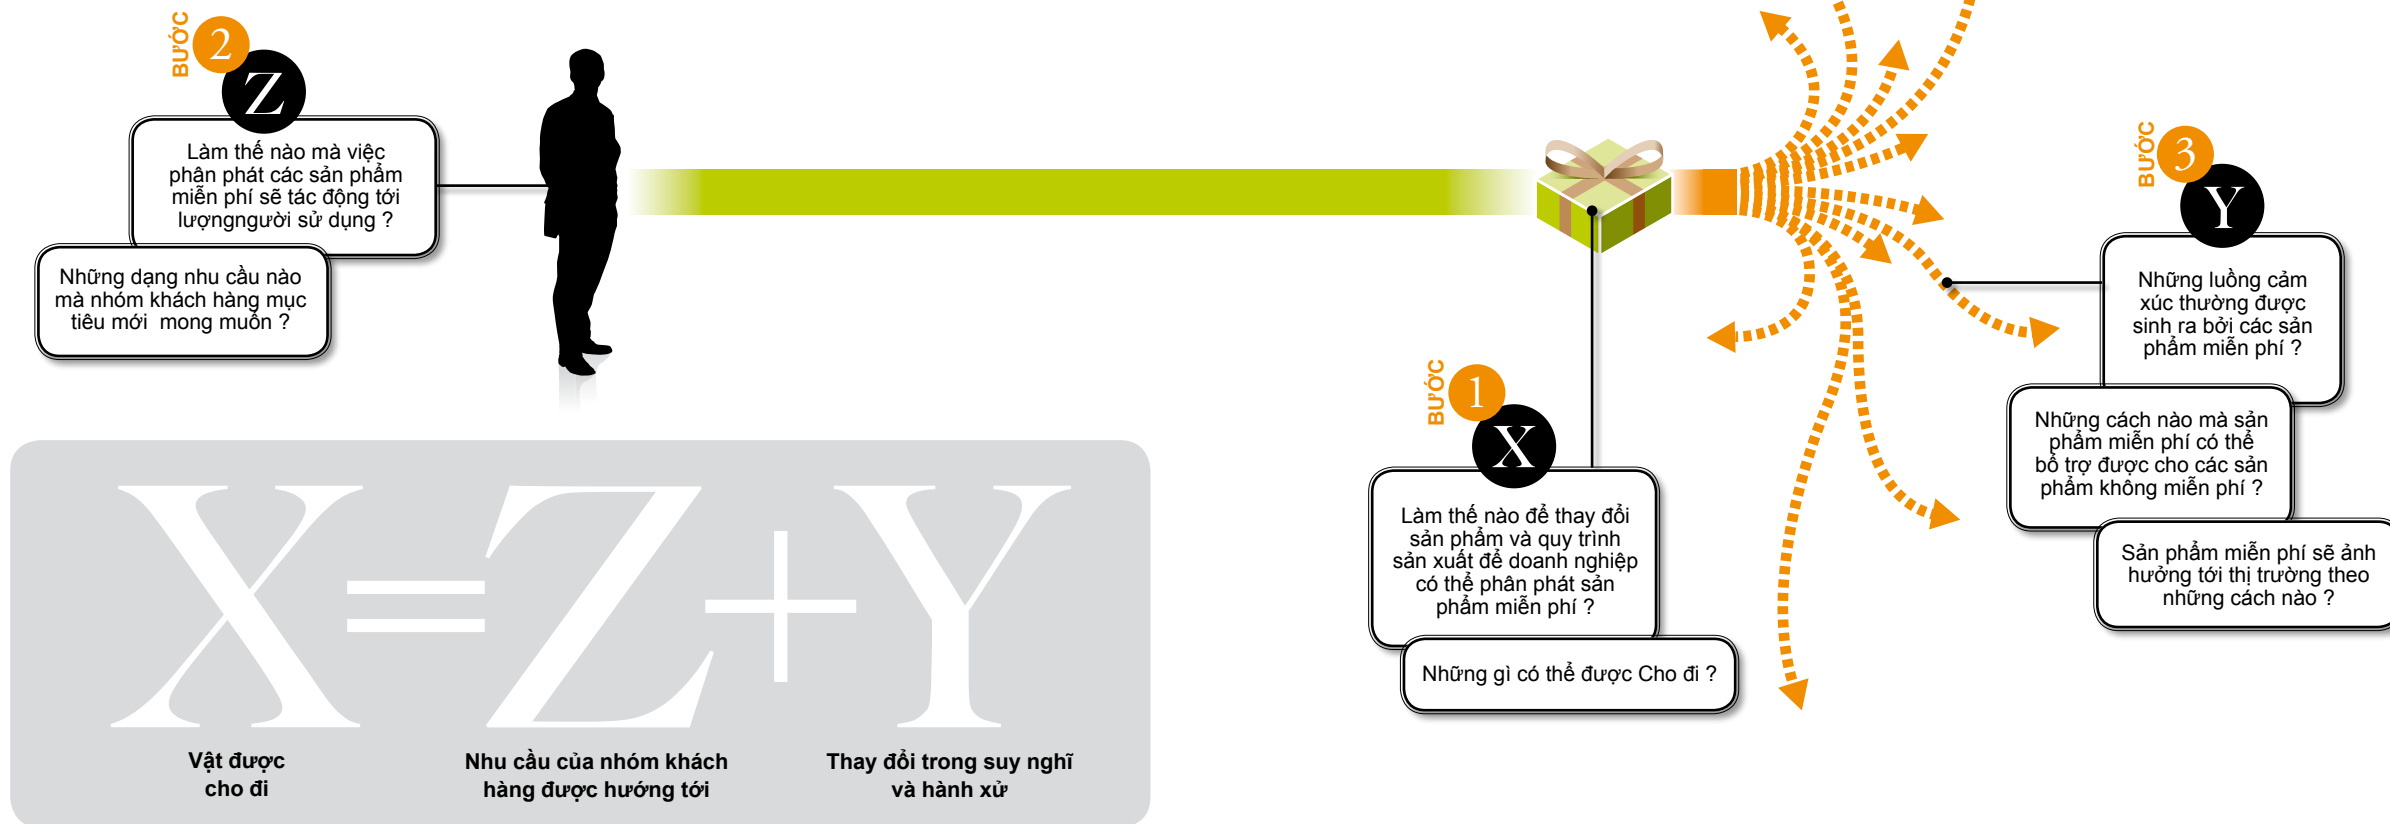 BƯỚC
2
Z
Làm thế nào mà việc
phân phát các sản phẩm
miễn phí sẽ tác động tới
lượngngười sử dụng ?
Những dạng nhu cầu nào
mà nhóm khách hàng mục
tiêu mới mong muốn ?
BƯỚC
1
X
Làm thế nào để thay đổi
sản phẩm và quy trình
sản xuất để doanh nghiệp
có thể phân phát sản
phẩm miễn phí ?
Những gì có thể được Cho đi ?
BƯỚC
3
Y
Những luồng cảm
xúc thường được
sinh ra bởi các sản
phẩm miễn phí ?
Những cách nào mà sản
phẩm miễn phí có thể
bổ trợ được cho các sản
phẩm không miễn phí ?
Sản phẩm miễn phí sẽ ảnh
hưởng tới thị trường theo
những cách nào ?
X=Z+Y
Vật được
cho đi
Nhu cầu của nhóm khách
hàng được hướng tới
Thay đổi trong suy nghĩ
và hành xử